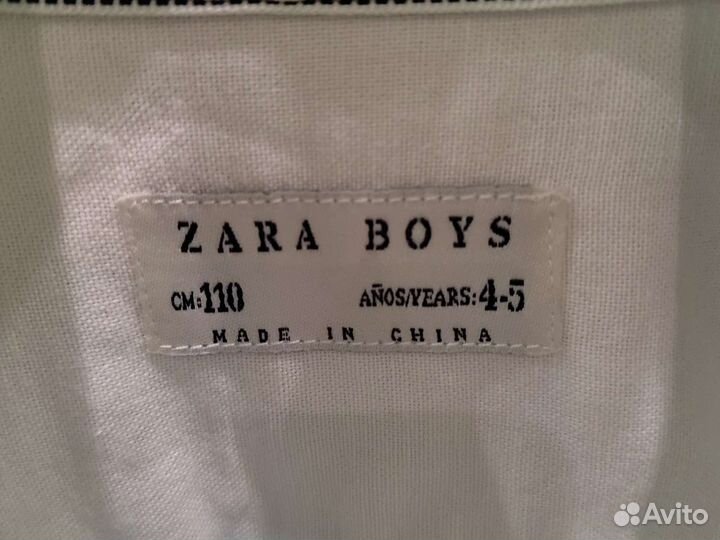 ZARA BOYS
CM:110 AÑOS/YEARS:4-5
MADE IN CHINA
Avito